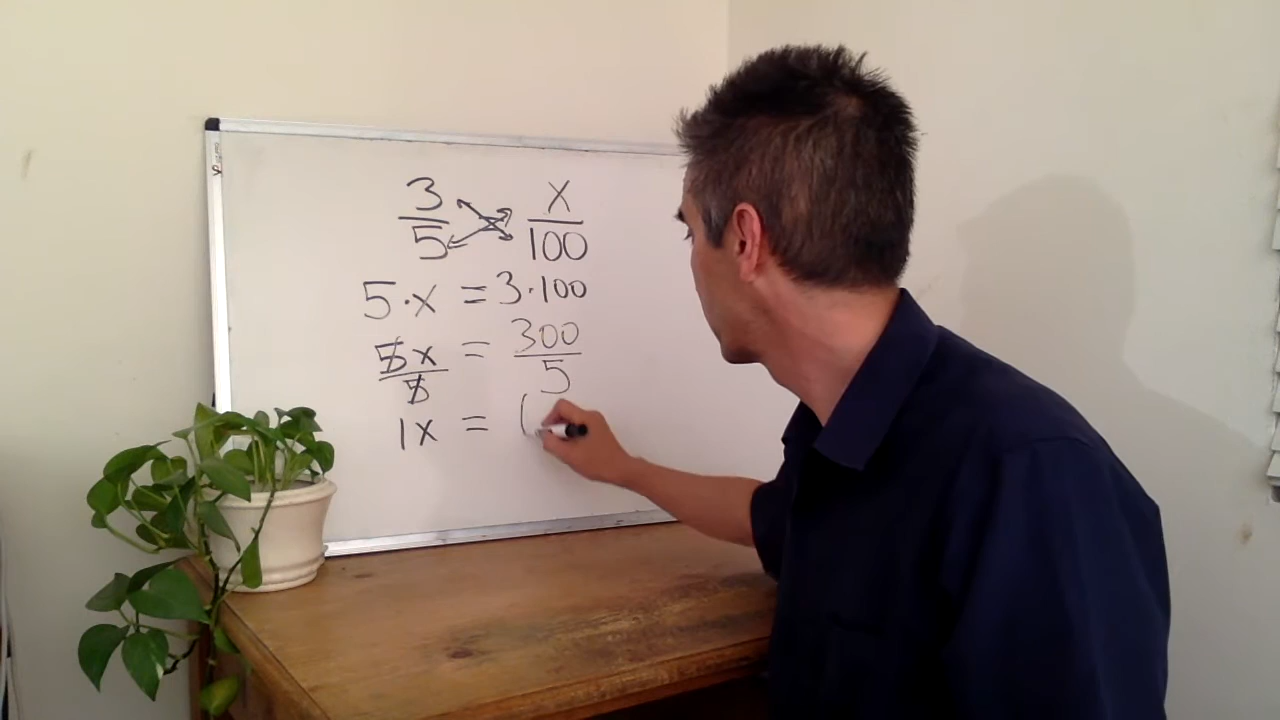 3/5 x/100
5·x = 3·100
5x/5 = 300/5
1x =